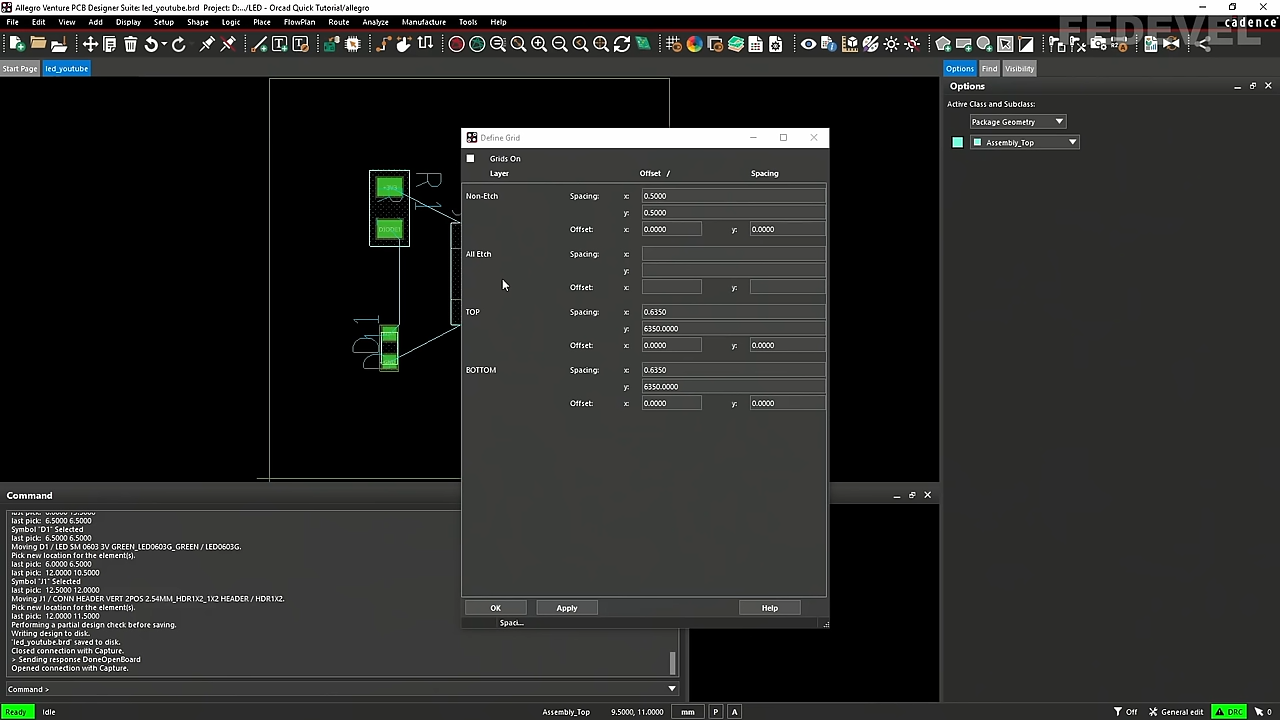 Allegro Venture PCB Designer Suite: led_youtube.brd  Project: D:.../LED - Orcad Quick Tutorial/allegro
File Edit View Add Display Setup Shape Logic Place FlowPlan Route Analyze Manufacture Tools Help
cadence
FEDEVEL
Start Page led_youtube
Options Find Visibility
Options
Active Class and Subclass:
Package Geometry
Assembly_Top
Define Grid
Grids On
Layer Offset / Spacing
Non-Etch Spacing: x: 0.5000
y: 0.5000
Offset: x: 0.0000 y: 0.0000
All Etch Spacing: x:
y:
Offset: x: y:
TOP Spacing: x: 0.6350
y: 6350.0000
Offset: x: 0.0000 y: 0.0000
BOTTOM Spacing: x: 0.6350
y: 6350.0000
Offset: x: 0.0000 y: 0.0000
OK Apply Help
Spaci...
Command
last pick: 6.5000 6.5000
Symbol "D1" Selected
last pick: 6.5000 6.5000
Moving D1 / LED SM 0603 3V GREEN_LED0603G_GREEN / LED0603G.
Pick new location for the element(s).
last pick: 6.0000 6.5000
last pick: 12.0000 10.5000
Symbol "J1" Selected
last pick: 12.5000 12.0000
Moving J1 / CONN HEADER VERT 2POS 2.54MM_HDR1X2_1X2 HEADER / HDR1X2.
Pick new location for the element(s).
last pick: 12.0000 11.5000
Performing a partial design check before saving.
Writing design to disk.
'led_youtube.brd' saved to disk.
Closed connection with Capture.
> Sending response DoneOpenBoard
Opened connection with Capture.
Command >
Ready Idle Assembly_Top 9.5000, 11.0000 mm P A Off General edit DRC 0